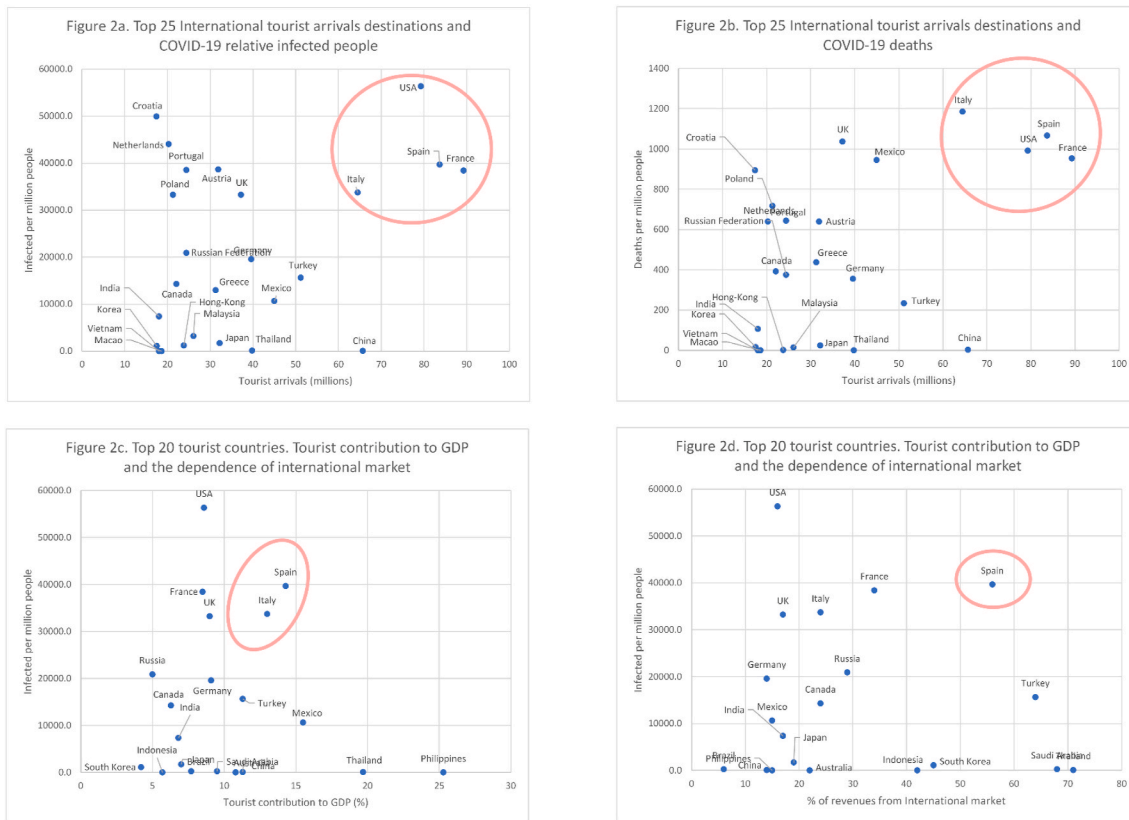 Figure 2a. Top 25 International tourist arrivals destinations and
COVID-19 relative infected people
60000.0
50000.0
40000.0
30000.0
20000.0
10000.0
0.0
Infected per million people
USA
Croatia
Netherlands
Portugal
Austria
Spain
France
Poland
UK
Italy
Russian Federation
Germany
Turkey
India
Canada
Greece
Mexico
Hong-Kong
Korea
Malaysia
Vietnam
Macao
Japan
Thailand
China
0 10 20 30 40 50 60 70 80 90 100
Tourist arrivals (millions)
Figure 2b. Top 25 International tourist arrivals destinations and
COVID-19 deaths
1400
1200
1000
800
600
400
200
0
Deaths per million people
Italy
Spain
UK
USA
France
Croatia
Mexico
Poland
Netherlands
Portugal
Russian Federation
Austria
Canada
Greece
Germany
Hong-Kong
Malaysia
India
Turkey
Korea
Vietnam
Macao
Japan
Thailand
China
0 10 20 30 40 50 60 70 80 90 100
Tourist arrivals (millions)
Figure 2c. Top 20 tourist countries. Tourist contribution to GDP
and the dependence of international market
60000.0
50000.0
40000.0
30000.0
20000.0
10000.0
0.0
Infected per million people
USA
Spain
France
UK
Italy
Russia
Canada
Germany
India
Turkey
Mexico
Indonesia
Japan
South Korea
Brazil
Saudi Arabia
Australia
China
Thailand
Philippines
0 5 10 15 20 25 30
Tourist contribution to GDP (%)
Figure 2d. Top 20 tourist countries. Tourist contribution to GDP
and the dependence of international market
60000.0
50000.0
40000.0
30000.0
20000.0
10000.0
0.0
Infected per million people
USA
Spain
France
UK
Italy
Germany
Russia
Canada
Turkey
Mexico
India
Japan
Brazil
Philippines
China
Australia
Indonesia
South Korea
Saudi Arabia
Thailand
0 10 20 30 40 50 60 70 80
% of revenues from International market